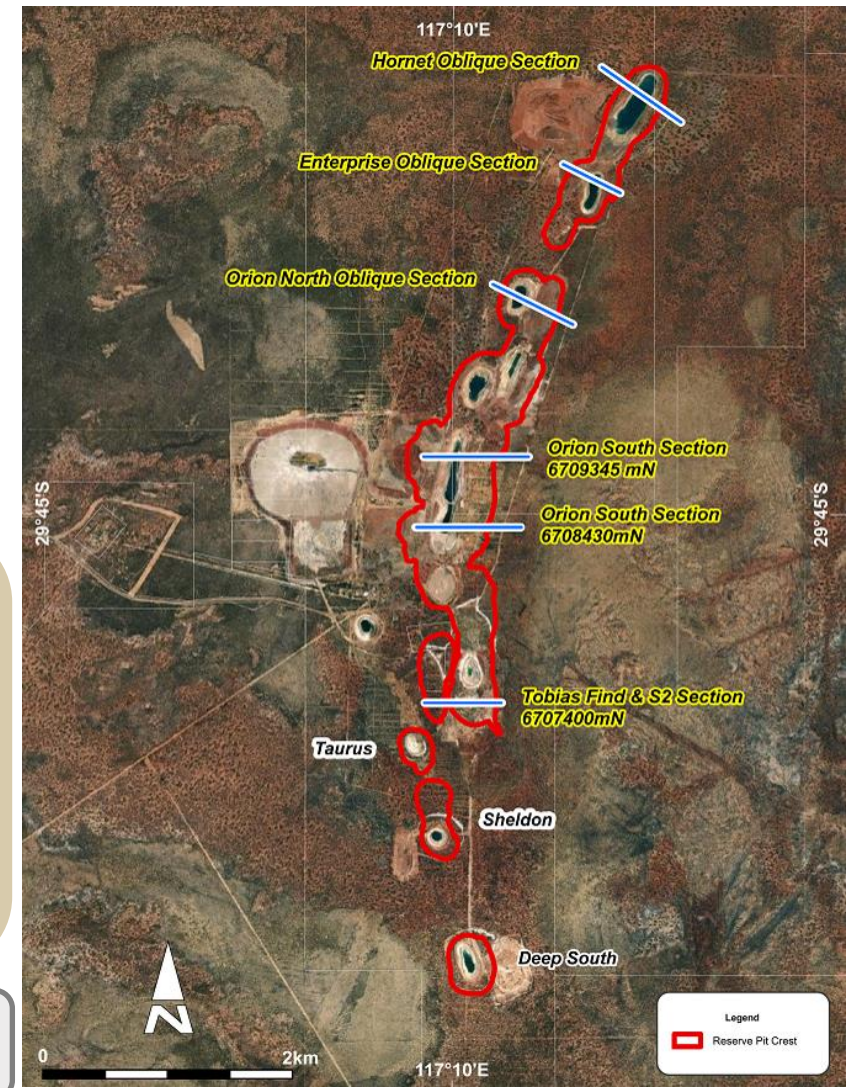 117°10'E
Hornet Oblique Section
Enterprise Oblique Section
Orion North Oblique Section
Orion South Section
6709345 mN
29°45'S
29°45'S
Orion South Section
6708430mN
Tobias Find & S2 Section
6707400mN
Taurus
Sheldon
Deep South
N
Legend
Reserve Pit Crest
0
2km
117°10'E